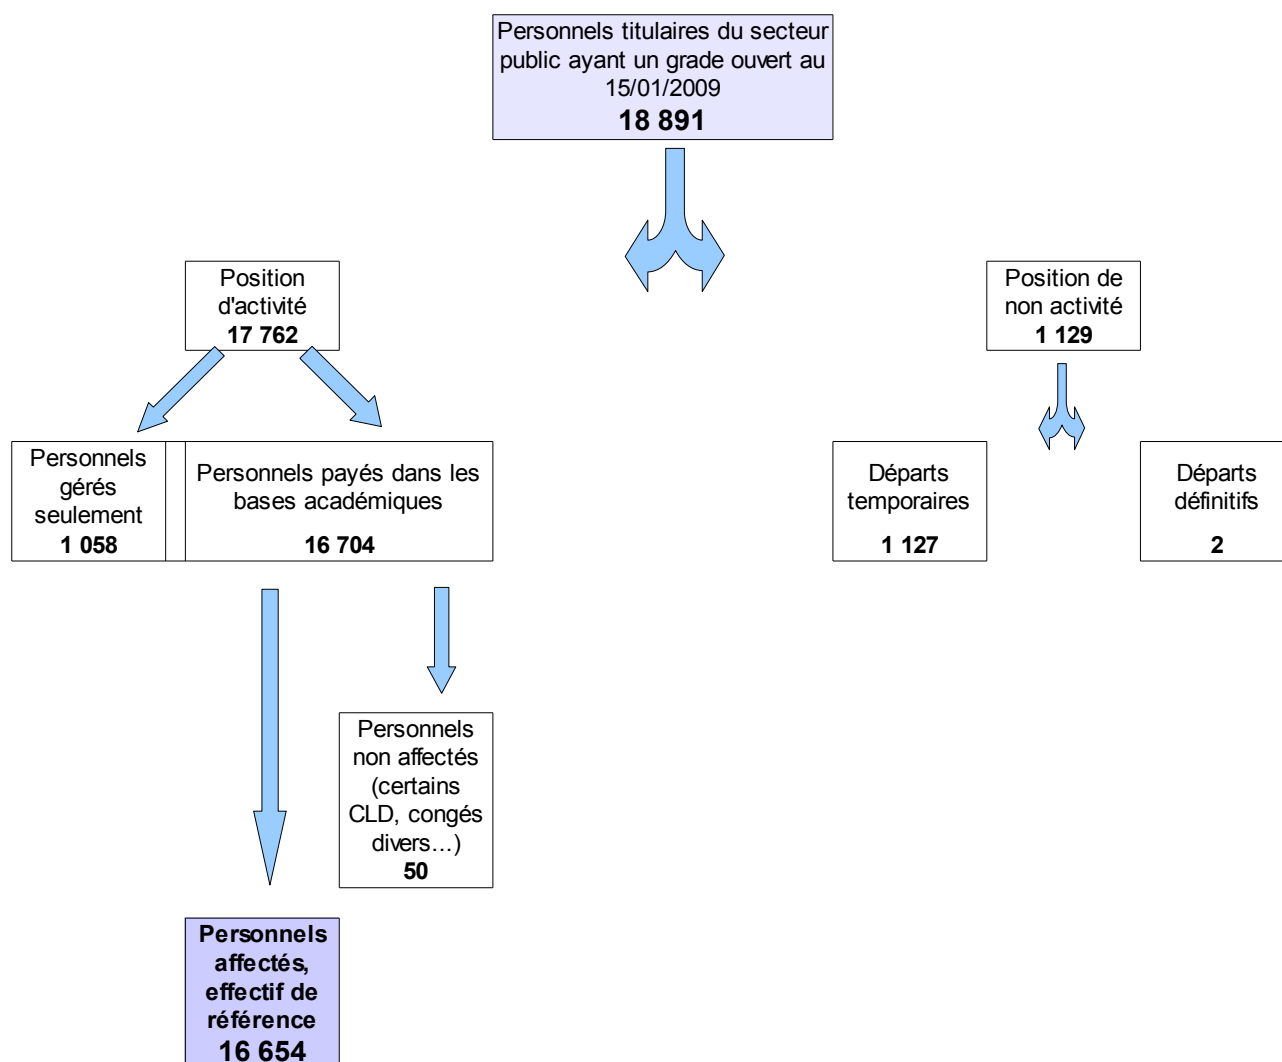 Personnels titulaires du secteur
public ayant un grade ouvert au
15/01/2009
18 891
Position
d'activité
17 762
Position de
non activité
1 129
Personnels
gérés
seulement
1 058
Personnels payés dans les
bases académiques
16 704
Départs
temporaires
1 127
Départs
définitifs
2
Personnels
non affectés
(certains
CLD, congés
divers…)
50
Personnels
affectés,
effectif de
référence
16 654